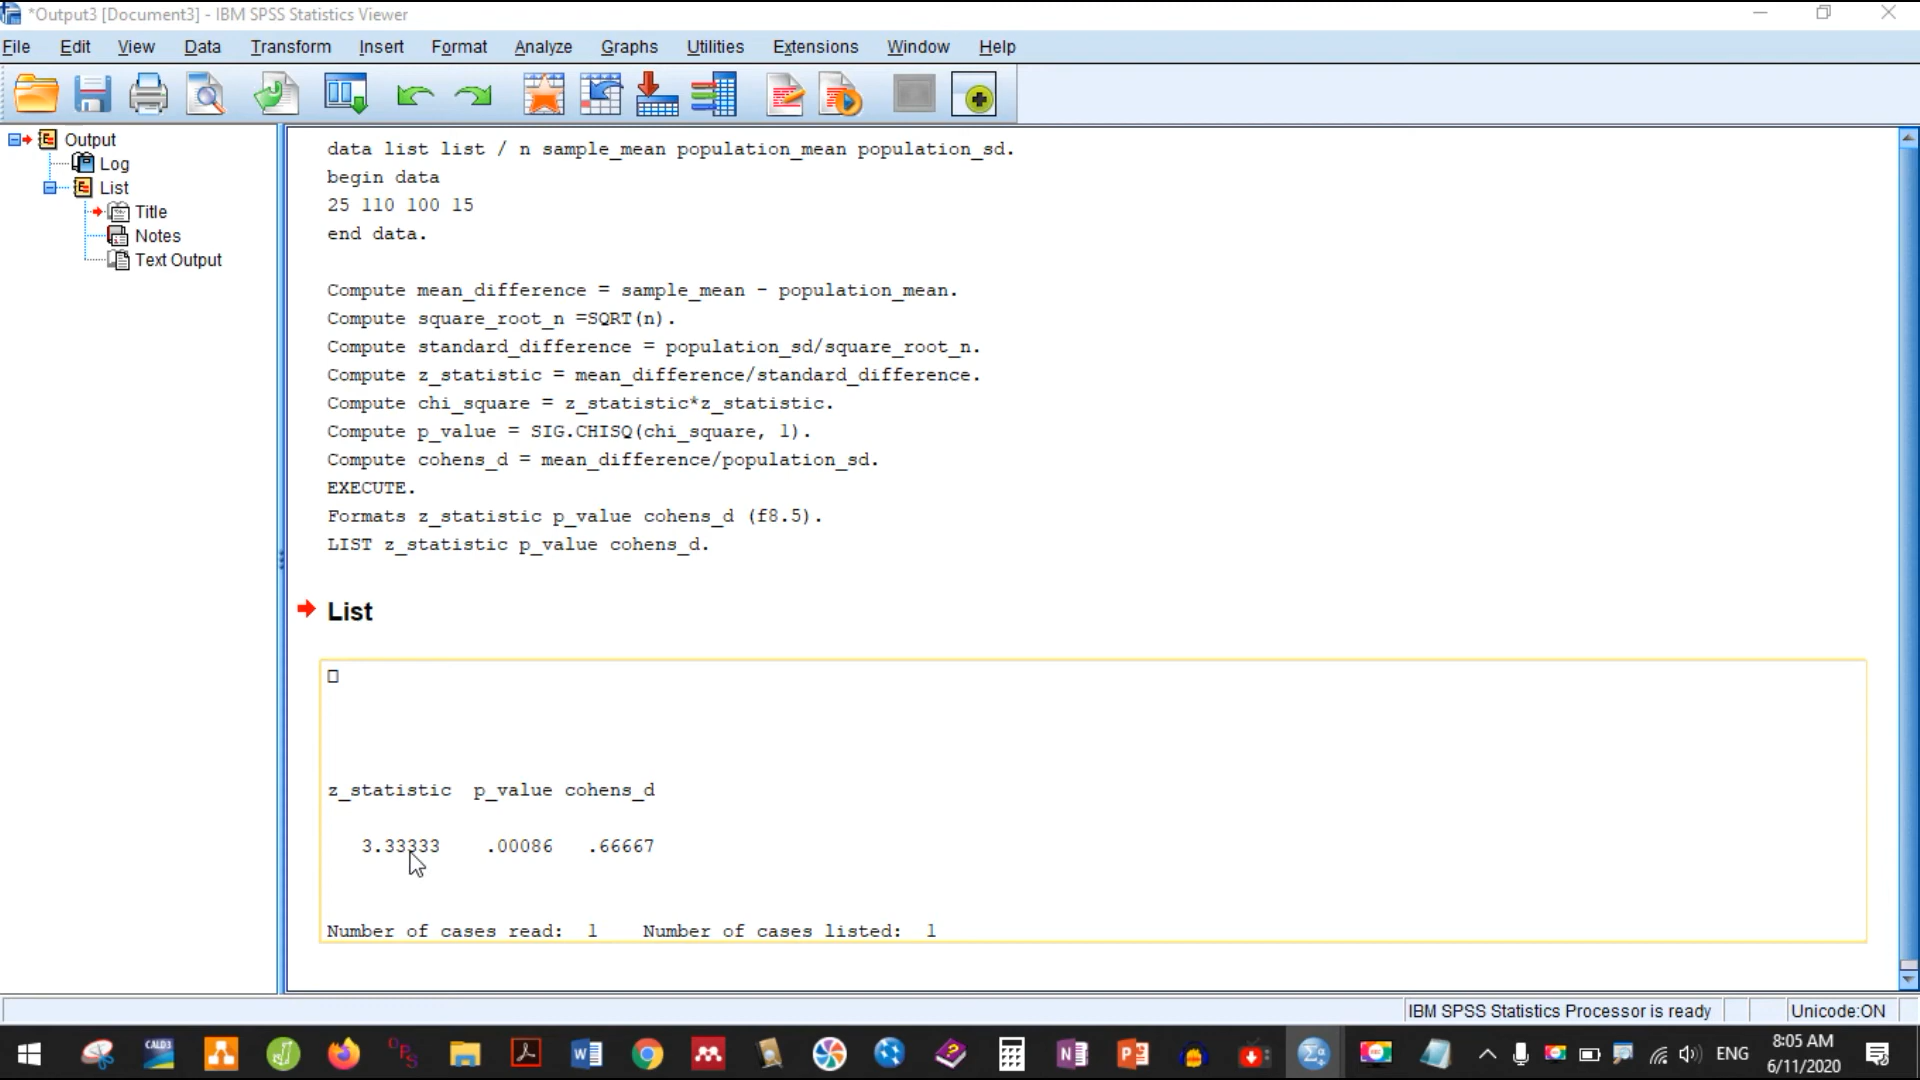 *Output3 [Document3] - IBM SPSS Statistics Viewer
File Edit View Data Transform Insert Format Analyze Graphs Utilities Extensions Window Help
Output
Log
List
Title
Notes
Text Output
data list list / n sample_mean population_mean population_sd.
begin data
25 110 100 15
end data.
Compute mean_difference = sample_mean - population_mean.
Compute square_root_n =SQRT(n).
Compute standard_difference = population_sd/square_root_n.
Compute z_statistic = mean_difference/standard_difference.
Compute chi_square = z_statistic*z_statistic.
Compute p_value = SIG.CHISQ(chi_square, 1).
Compute cohens_d = mean_difference/population_sd.
EXECUTE.
Formats z_statistic p_value cohens_d (f8.5).
LIST z_statistic p_value cohens_d.
List
z_statistic p_value cohens_d
3.33333 .00086 .66667
Number of cases read: 1 Number of cases listed: 1
IBM SPSS Statistics Processor is ready Unicode:ON
CALD3
ENG
8:05 AM
6/11/2020